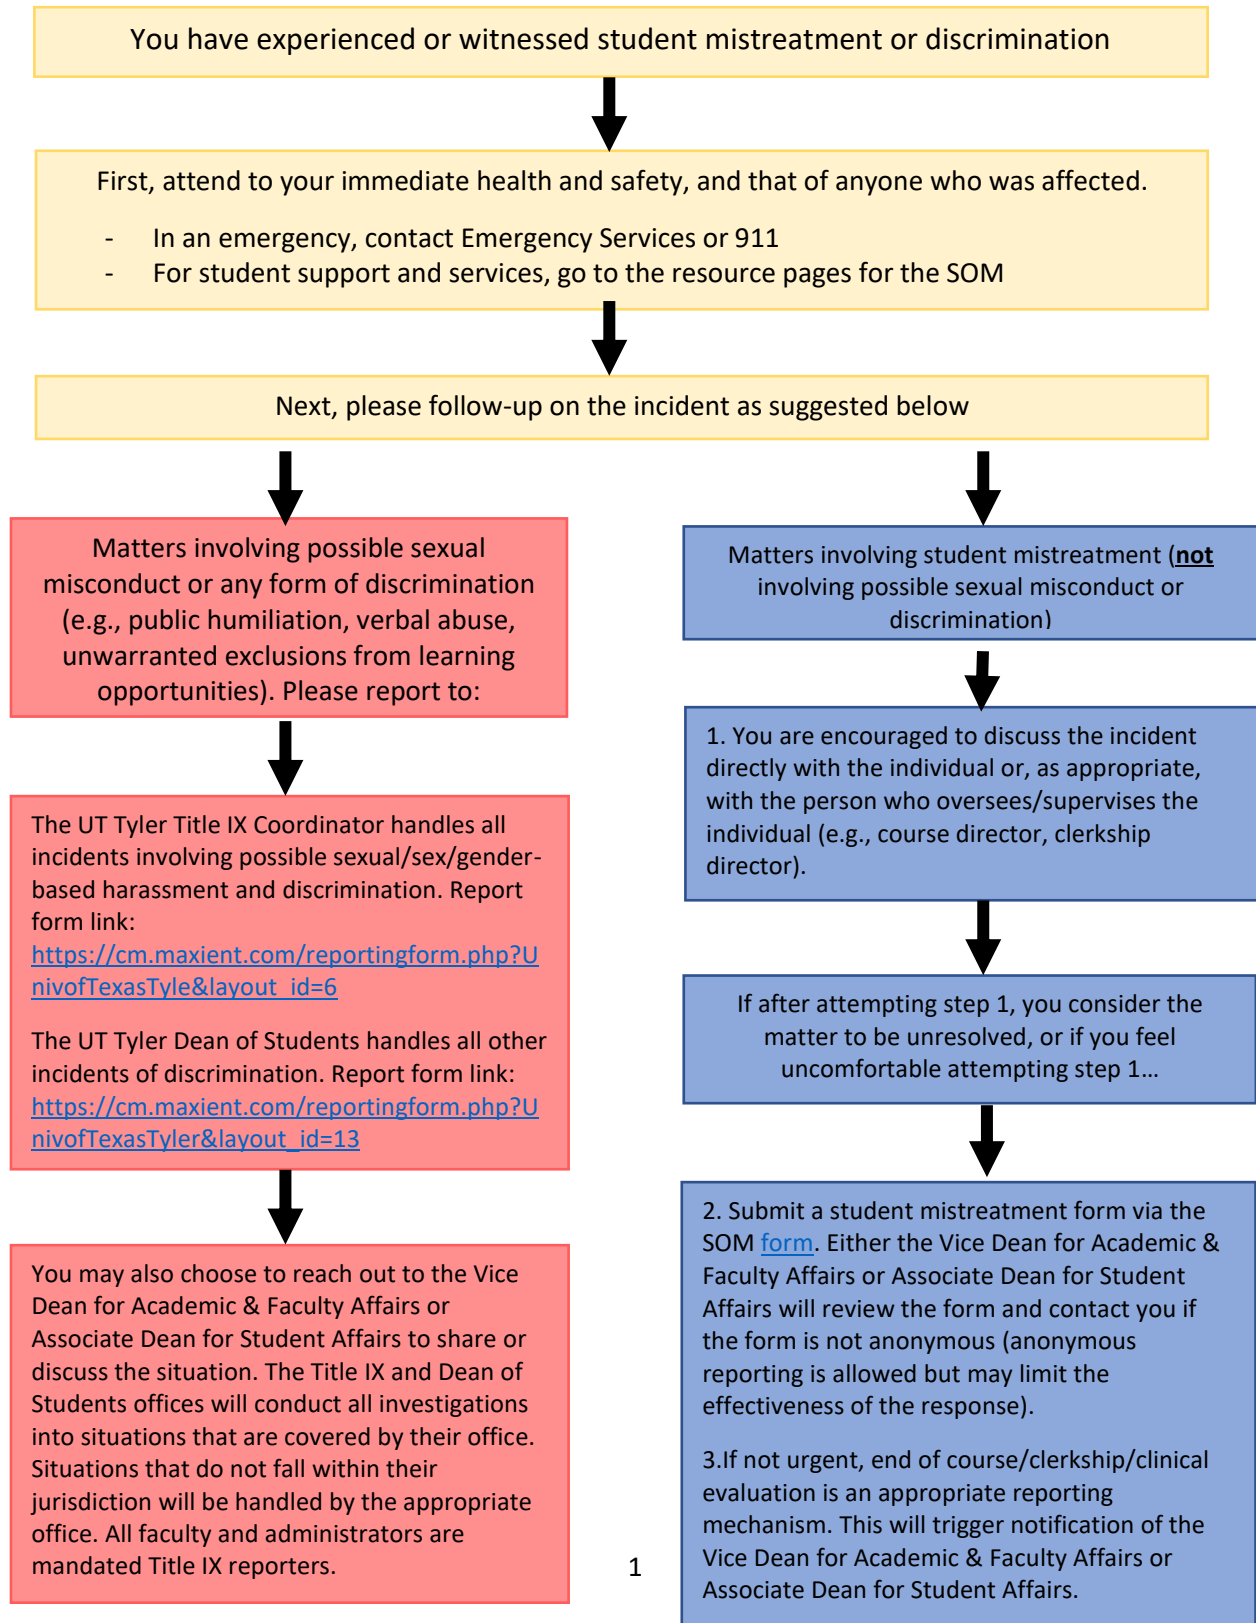 You have experienced or witnessed student mistreatment or discrimination
First, attend to your immediate health and safety, and that of anyone who was affected.
- In an emergency, contact Emergency Services or 911
- For student support and services, go to the resource pages for the SOM
Next, please follow-up on the incident as suggested below
Matters involving possible sexual
misconduct or any form of discrimination
(e.g., public humiliation, verbal abuse,
unwarranted exclusions from learning
opportunities). Please report to:
The UT Tyler Title IX Coordinator handles all
incidents involving possible sexual/sex/gender-
based harassment and discrimination. Report
form link:
https://cm.maxient.com/reportingform.php?U
nivofTexasTyle&layout_id=6
The UT Tyler Dean of Students handles all other
incidents of discrimination. Report form link:
https://cm.maxient.com/reportingform.php?U
nivofTexasTyler&layout_id=13
You may also choose to reach out to the Vice
Dean for Academic & Faculty Affairs or
Associate Dean for Student Affairs to share or
discuss the situation. The Title IX and Dean of
Students offices will conduct all investigations
into situations that are covered by their office.
Situations that do not fall within their
jurisdiction will be handled by the appropriate
office. All faculty and administrators are
mandated Title IX reporters.
Matters involving student mistreatment (not
involving possible sexual misconduct or
discrimination)
1. You are encouraged to discuss the incident
directly with the individual or, as appropriate,
with the person who oversees/supervises the
individual (e.g., course director, clerkship
director).
If after attempting step 1, you consider the
matter to be unresolved, or if you feel
uncomfortable attempting step 1…
2. Submit a student mistreatment form via the
SOM form. Either the Vice Dean for Academic &
Faculty Affairs or Associate Dean for Student
Affairs will review the form and contact you if
the form is not anonymous (anonymous
reporting is allowed but may limit the
effectiveness of the response).
3.If not urgent, end of course/clerkship/clinical
evaluation is an appropriate reporting
mechanism. This will trigger notification of the
Vice Dean for Academic & Faculty Affairs or
Associate Dean for Student Affairs.
1